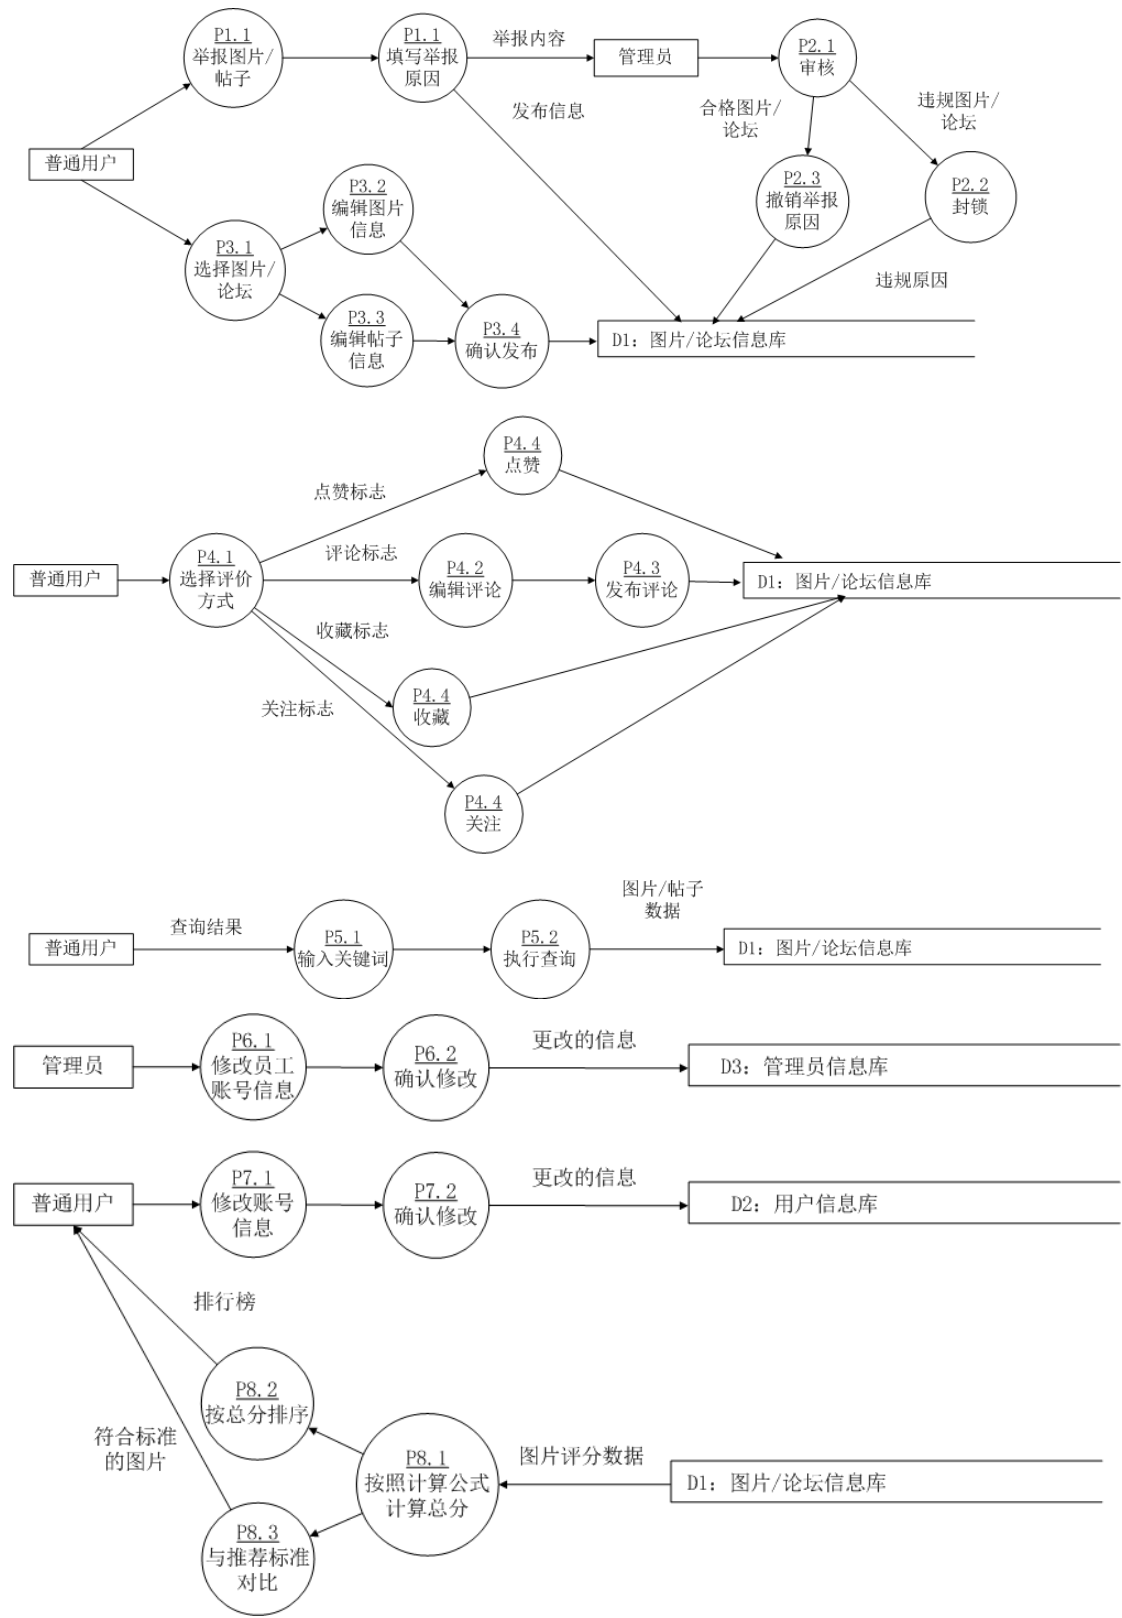 P1.1
举报图片/
帖子
P1.1
填写举报
原因
举报内容
管理员
P2.1
审核
发布信息
合格图片/
论坛
违规图片/
论坛
普通用户
P3.2
编辑图片
信息
P2.3
撤销举报
原因
P2.2
封锁
P3.1
选择图片/
论坛
违规原因
P3.3
编辑帖子
信息
P3.4
确认发布
D1: 图片/论坛信息库
P4.4
点赞
点赞标志
普通用户
P4.1
选择评价
方式
评论标志
P4.2
编辑评论
P4.3
发布评论
D1: 图片/论坛信息库
收藏标志
P4.4
收藏
关注标志
P4.4
关注
图片/帖子
数据
查询结果
普通用户
P5.1
输入关键词
P5.2
执行查询
D1: 图片/论坛信息库
管理员
P6.1
修改员工
账号信息
P6.2
确认修改
更改的信息
D3: 管理员信息库
普通用户
P7.1
修改账号
信息
P7.2
确认修改
更改的信息
D2: 用户信息库
排行榜
P8.2
按总分排序
符合标准
的图片
P8.1
按照计算公式
计算总分
图片评分数据
D1: 图片/论坛信息库
P8.3
与推荐标准
对比